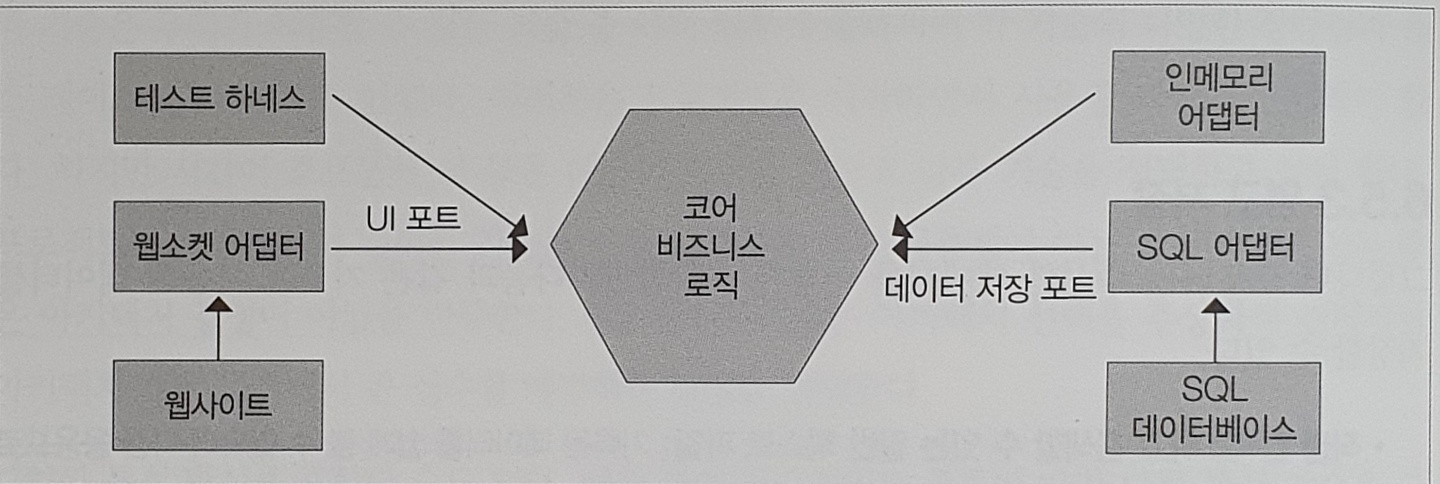 테스트 하네스
웹소켓 어댑터
웹사이트
UI 포트
코어
비즈니스
로직
데이터 저장 포트
인메모리
어댑터
SQL 어댑터
SQL
데이터베이스